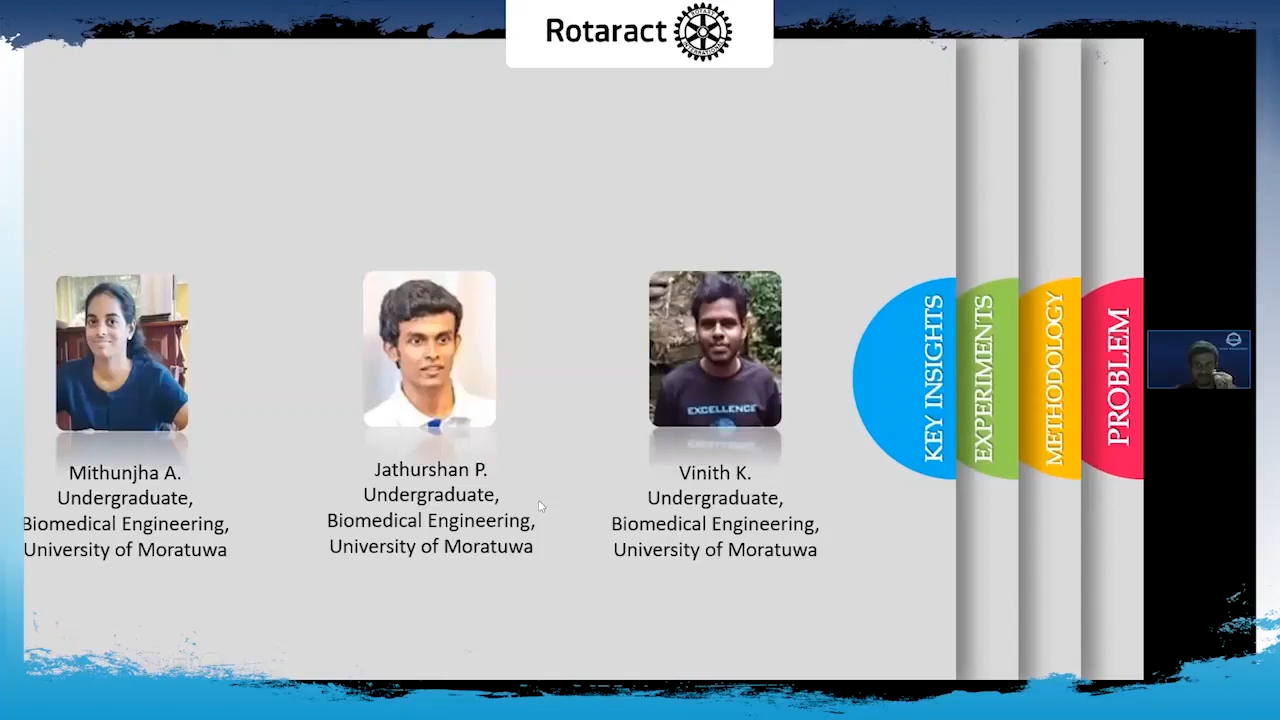 Rotaract
EXCELLENCE
Mithunjha A.
Undergraduate,
Biomedical Engineering,
University of Moratuwa
Jathurshan P.
Undergraduate,
Biomedical Engineering,
University of Moratuwa
Vinith K.
Undergraduate,
Biomedical Engineering,
University of Moratuwa
KEY INSIGHTS
EXPERIMENTS
METHODOLOGY
PROBLEM